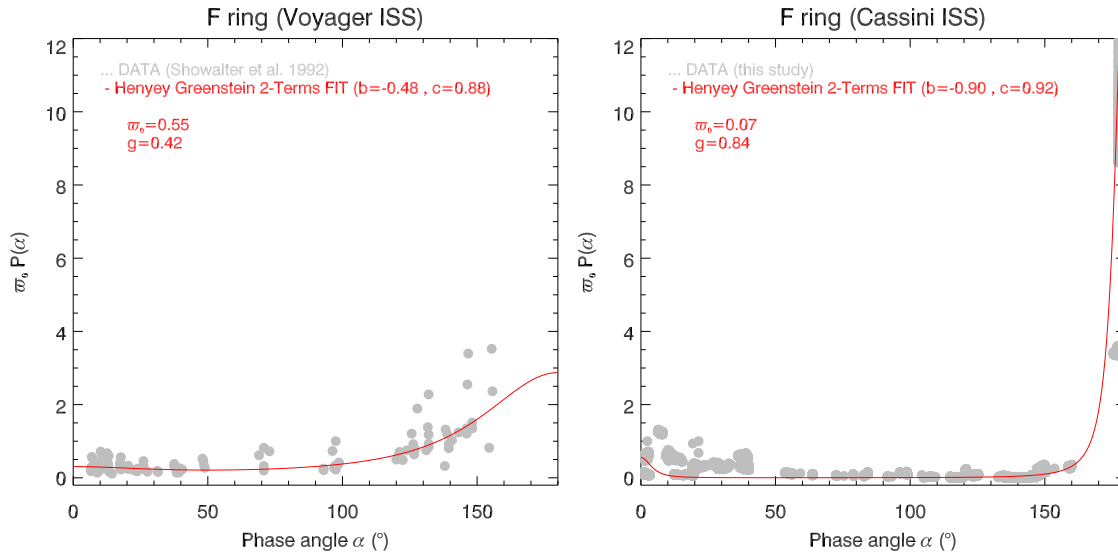 F ring (Voyager ISS)
12
... DATA (Showalter et al. 1992)
- Henyey Greenstein 2-Terms FIT (b=-0.48 , c=0.88)
ϖ₀=0.55
g=0.42
10
8
6
4
2
0
ϖ₀ P(α)
0 50 100 150
Phase angle α (°)
F ring (Cassini ISS)
12
... DATA (this study)
- Henyey Greenstein 2-Terms FIT (b=-0.90 , c=0.92)
ϖ₀=0.07
g=0.84
10
8
6
4
2
0
ϖ₀ P(α)
0 50 100 150
Phase angle α (°)